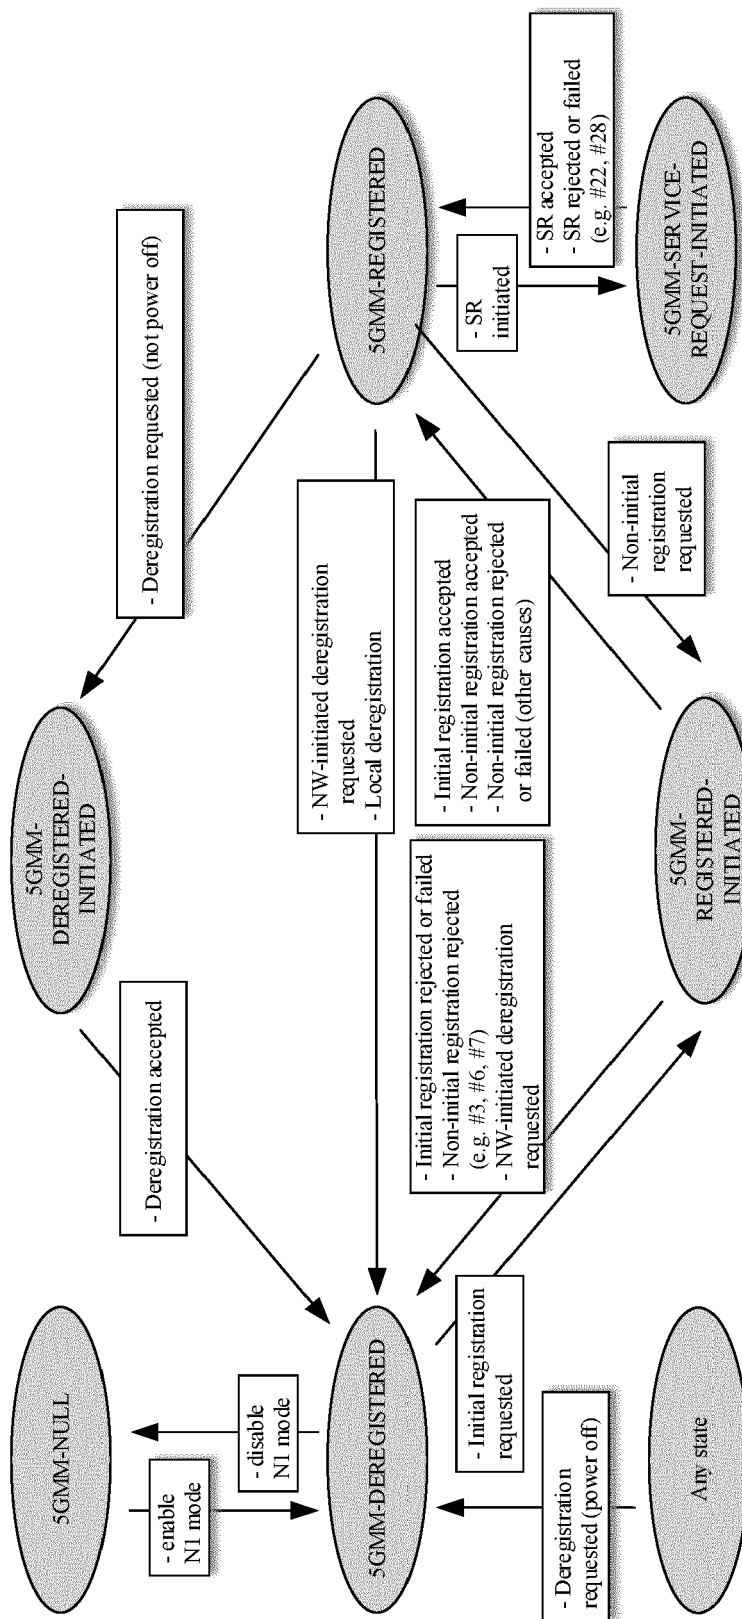 5GMM-NULL
5GMM-
DEREGISTERED-
INITIATED
- Deregistration accepted
- Deregistration requested (not power off)
- enable
N1 mode
- disable
N1 mode
5GMM-DEREGISTERED
- NW-initiated deregistration
requested
- Local deregistration
5GMM-REGISTERED
- Initial registration rejected or failed
- Non-initial registration rejected
(e.g. #3, #6, #7)
- NW-initiated deregistration
requested
- Initial registration accepted
- Non-initial registration accepted
- Non-initial registration rejected
or failed (other causes)
- Initial registration
requested
- SR
initiated
- SR accepted
- SR rejected or failed
(e.g. #22, #28)
- Deregistration
requested (power off)
- Non-initial
registration
requested
Any state
5GMM-
REGISTERED-
INITIATED
5GMM-SERVICE-
REQUEST-INITIATED